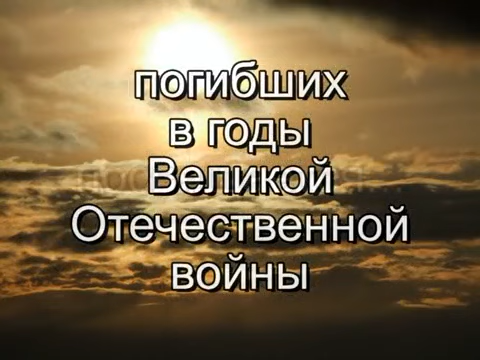 погибших
в годы
Великой
Отечественной
войны